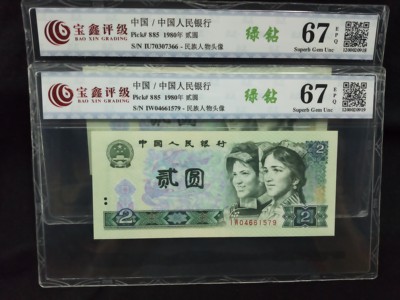 宝鑫评级
BAO XIN GRADING
中国 / 中国人民银行
Pick# 885 1980年 贰圆
S/N IU70307366 - 民族人物头像
绿钻
67 EPQ
Superb Gem Unc
宝鑫评级
BAO XIN GRADING
中国 / 中国人民银行
Pick# 885 1980年 贰圆
S/N IW04661579 - 民族人物头像
绿钻
67 EPQ
Superb Gem Unc
中国人民银行
贰圆
2
2
IW04661579